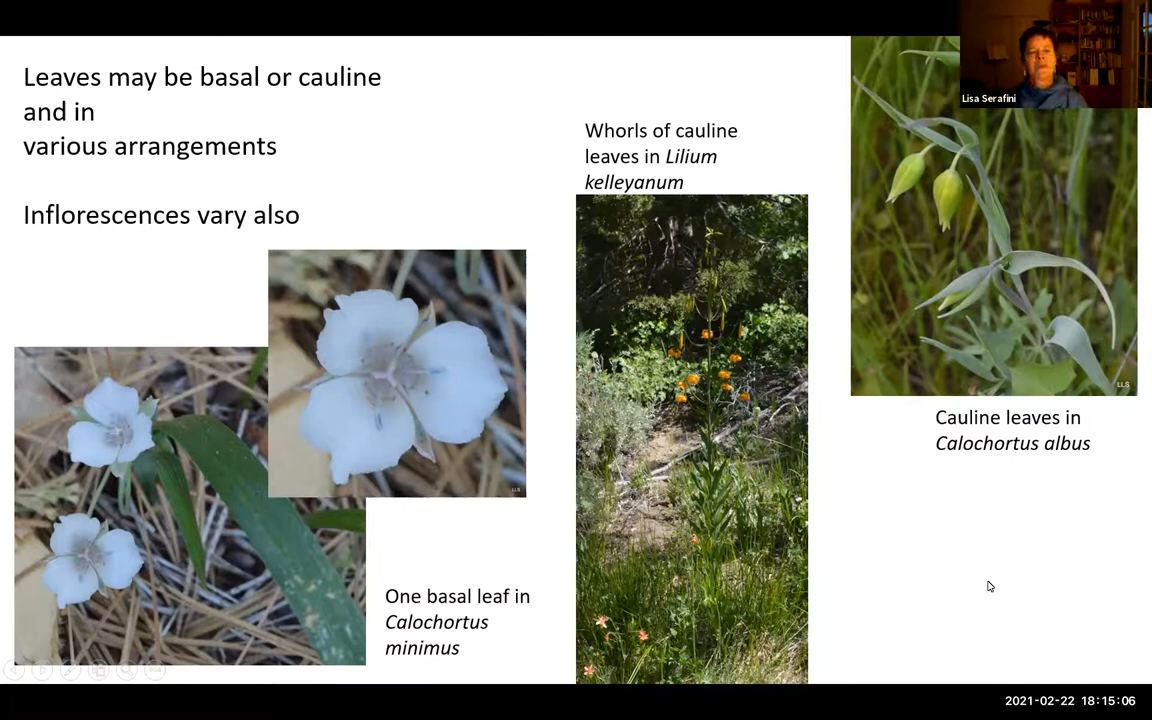 Leaves may be basal or cauline
and in
various arrangements
Inflorescences vary also
Whorls of cauline
leaves in Lilium
kelleyanum
Lisa Serafini
LLS
Cauline leaves in
Calochortus albus
LLS
One basal leaf in
Calochortus
minimus
2021-02-22 18:15:06